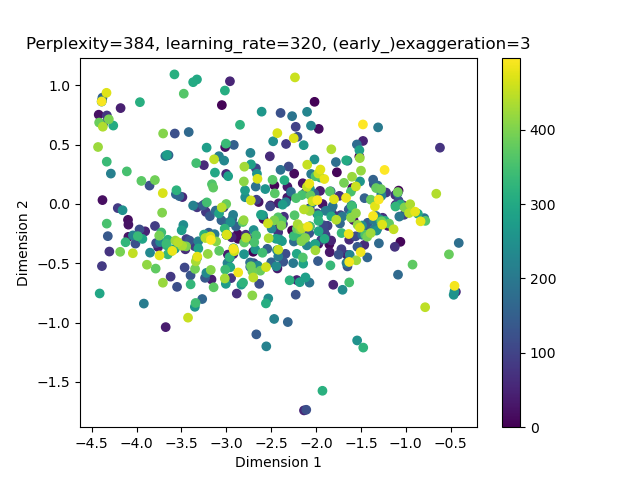 Perplexity=384, learning_rate=320, (early_)exaggeration=3
1.0
0.5
0.0
−0.5
−1.0
−1.5
Dimension 2
−4.5 −4.0 −3.5 −3.0 −2.5 −2.0 −1.5 −1.0 −0.5
Dimension 1
400
300
200
100
0